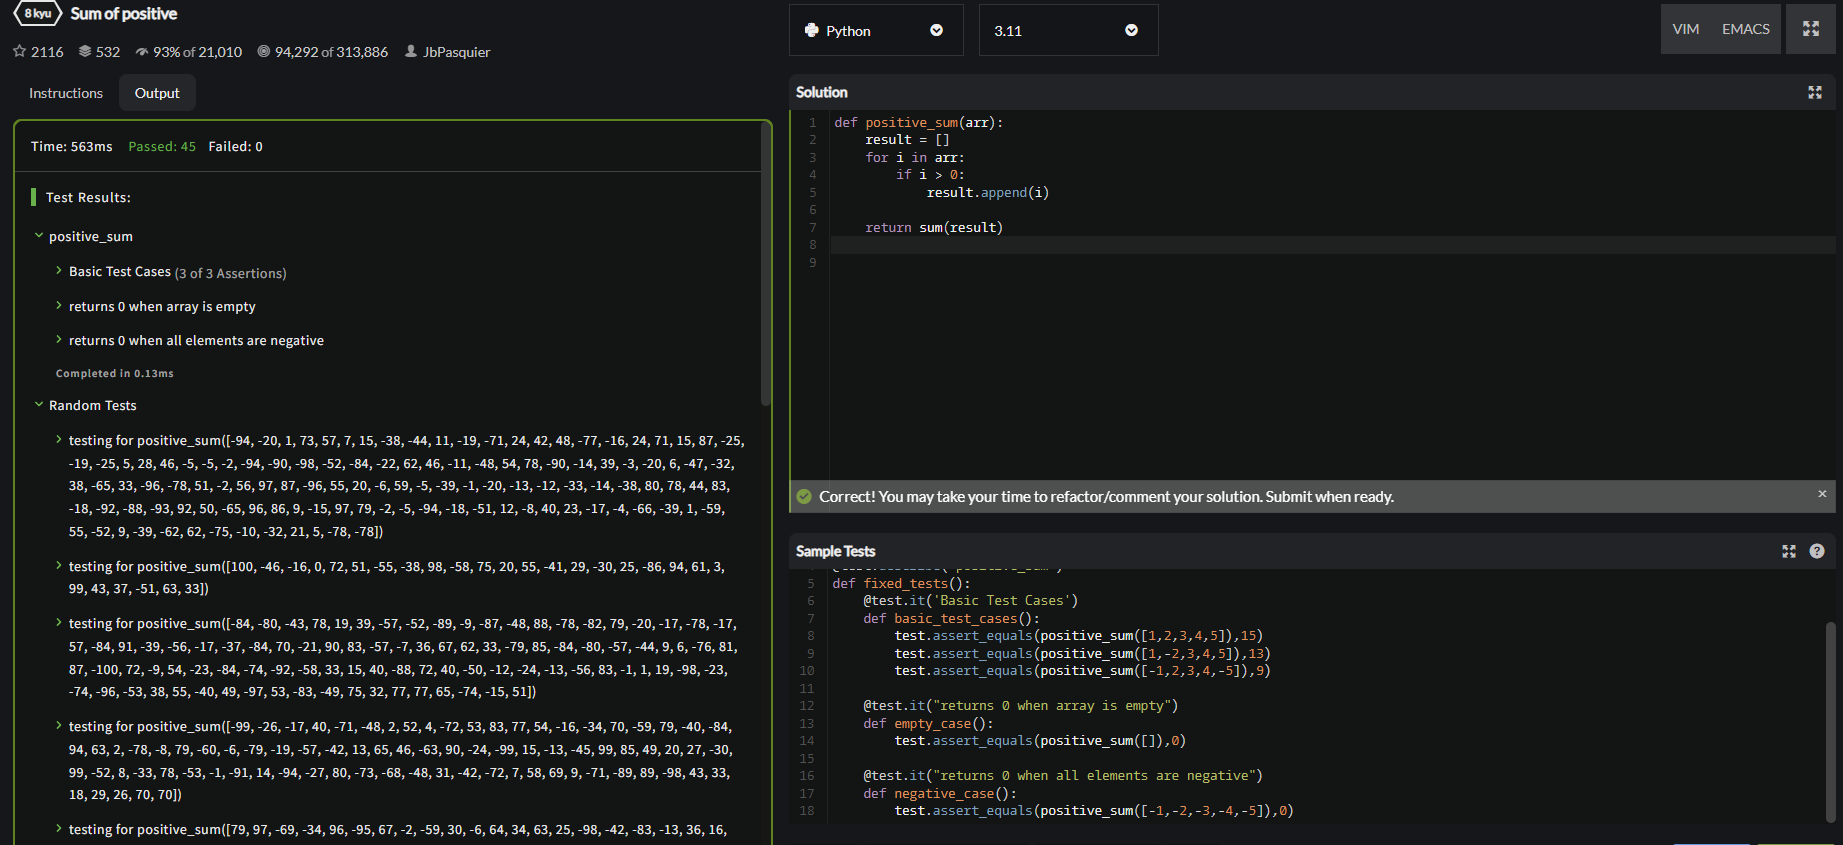 8 kyu Sum of positive
2116 532 93% of 21,010 94,292 of 313,886 JbPasquier
Instructions Output
Time: 563ms Passed: 45 Failed: 0
Test Results:
positive_sum
Basic Test Cases (3 of 3 Assertions)
returns 0 when array is empty
returns 0 when all elements are negative
Completed in 0.13ms
Random Tests
testing for positive_sum([-94, -20, 1, 73, 57, 7, 15, -38, -44, 11, -19, -71, 24, 42, 48, -77, -16, 24, 71, 15, 87, -25,
-19, -25, 5, 28, 46, -5, -5, -2, -94, -90, -98, -52, -84, -22, 62, 46, -11, -48, 54, 78, -90, -14, 39, -3, -20, 6, -47, -32,
38, -65, 33, -96, -78, 51, -2, 56, 97, 87, -96, 55, 20, -6, 59, -5, -39, -1, -20, -13, -12, -33, -14, -38, 80, 78, 44, 83,
-18, -92, -88, -93, 92, 50, -65, 96, 86, 9, -15, 97, 79, -2, -5, -94, -18, -51, 12, -8, 40, 23, -17, -4, -66, -39, 1, -59,
55, -52, 9, -39, -62, 62, -75, -10, -32, 21, 5, -78, -78])
testing for positive_sum([100, -46, -16, 0, 72, 51, -55, -38, 98, -58, 75, 20, 55, -41, 29, -30, 25, -86, 94, 61, 3,
99, 43, 37, -51, 63, 33])
testing for positive_sum([-84, -80, -43, 78, 19, 39, -57, -52, -89, -9, -87, -48, 88, -78, -82, 79, -20, -17, -78, -17,
57, -84, 91, -39, -56, -17, -37, -84, 70, -21, 90, 83, -57, -7, 36, 67, 62, 33, -79, 85, -84, -80, -57, -44, 9, 6, -76, 81,
87, -100, 72, -9, 54, -23, -84, -74, -92, -58, 33, 15, 40, -88, 72, 40, -50, -12, -24, -13, -56, 83, -1, 1, 19, -98, -23,
-74, -96, -53, 38, 55, -40, 49, -97, 53, -83, -49, 75, 32, 77, 77, 65, -74, -15, 51])
testing for positive_sum([-99, -26, -17, 40, -71, -48, 2, 52, 4, -72, 53, 83, 77, 54, -16, -34, 70, -59, 79, -40, -84,
94, 63, 2, -78, -8, 79, -60, -6, -79, -19, -57, -42, 13, 65, 46, -63, 90, -24, -99, 15, -13, -45, 99, 85, 49, 20, 27, -30,
99, -52, 8, -33, 78, -53, -1, -91, 14, -94, -27, 80, -73, -68, -48, 31, -42, -72, 7, 58, 69, 9, -71, -89, 89, -98, 43, 33,
18, 29, 26, 70, 70])
testing for positive_sum([79, 97, -69, -34, 96, -95, 67, -2, -59, 30, -6, 64, 34, 63, 25, -98, -42, -83, -13, 36, 16,
Python 3.11 VIM EMACS
Solution
1 def positive_sum(arr):
2 result = []
3 for i in arr:
4 if i > 0:
5 result.append(i)
6
7 return sum(result)
8
9
Correct! You may take your time to refactor/comment your solution. Submit when ready. ×
Sample Tests ?
5 def fixed_tests():
6 @test.it('Basic Test Cases')
7 def basic_test_cases():
8 test.assert_equals(positive_sum([1,2,3,4,5]),15)
9 test.assert_equals(positive_sum([1,-2,3,4,5]),13)
10 test.assert_equals(positive_sum([-1,2,3,4,-5]),9)
11
12 @test.it("returns 0 when array is empty")
13 def empty_case():
14 test.assert_equals(positive_sum([]),0)
15
16 @test.it("returns 0 when all elements are negative")
17 def negative_case():
18 test.assert_equals(positive_sum([-1,-2,-3,-4,-5]),0)